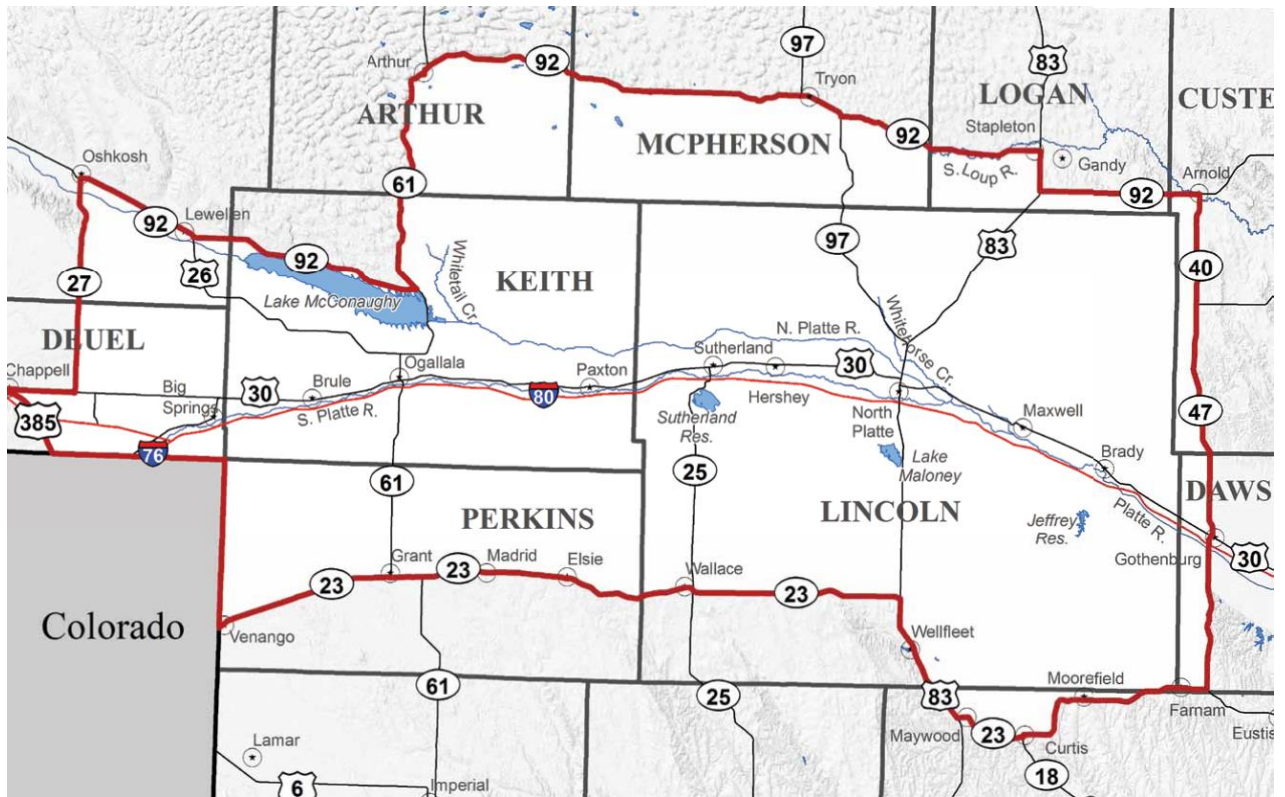 97
83
Arthur
92
Tryon
LOGAN
CUSTE
ARTHUR
Stapleton
92
MCPHERSON
Gandy
Oshkosh
S. Loup R.
61
92
Arnold
92
Lewellen
97
83
Whitetail Cr.
92
26
KEITH
40
27
Lake McConaughy
DEUEL
N. Platte R.
Whitehorse Cr.
Sutherland
Chappell
Ogallala
Paxton
30
Big
Springs
30
Brule
80
Hershey
S. Platte R.
385
Sutherland
Res.
North
Platte
Maxwell
47
76
Lake
Maloney
Brady
61
25
DAWS
PERKINS
LINCOLN
Jeffrey
Res.
Platte R.
Gothenburg
30
Grant
Madrid
Elsie
Wallace
23
23
23
Colorado
Venango
Wellfleet
61
25
83
Moorefield
Farnam
Maywood
23
Curtis
Eustis
Lamar
18
6
Imperial